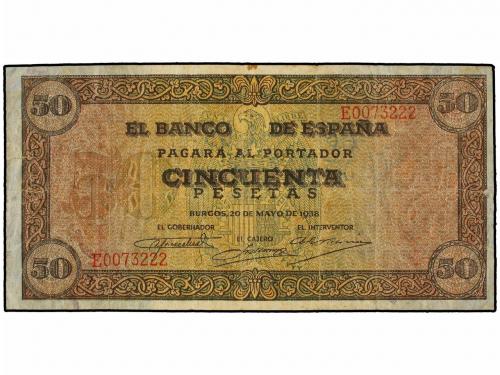 50 50
E0073222
EL BANCO DE ESPAÑA
PAGARÁ AL PORTADOR
CINCUENTA
PESETAS
BURGOS, 20 DE MAYO DE 1938
EL GOBERNADOR EL CAJERO EL INTERVENTOR
E0073222
50 50